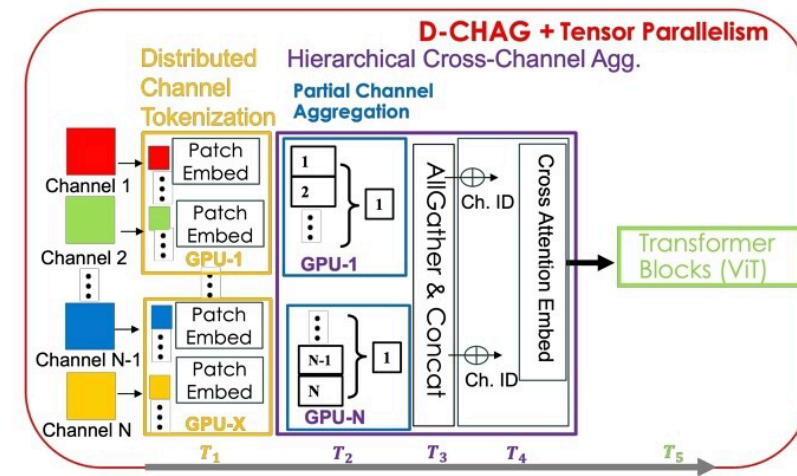 D-CHAG + Tensor Parallelism
Distributed
Channel
Tokenization
Hierarchical Cross-Channel Agg.
Partial Channel
Aggregation
Channel 1
Patch
Embed
Channel 2
Patch
Embed
GPU-1
Channel N-1
Patch
Embed
Channel N
Patch
Embed
GPU-X
1
2
1
GPU-1
N-1
N
1
GPU-N
AllGather & Concat
Ch. ID
Ch. ID
Cross Attention Embed
Transformer
Blocks (ViT)
T1
T2
T3
T4
T5